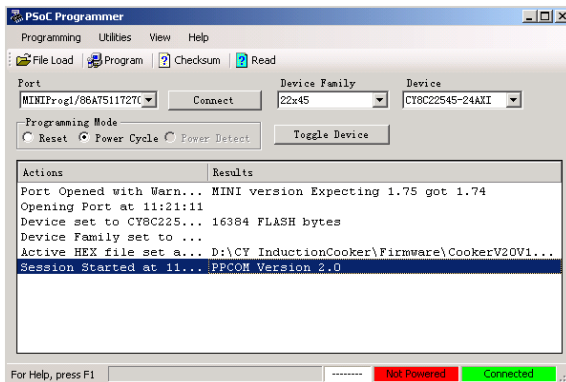 PSoC Programmer
Programming Utilities View Help
File Load Program Checksum Read
Port Device Family Device
MINIProg1/86A7511727( Connect 22x45 CY8C22545-24AXI
Programming Mode
Reset Power Cycle Power Detect Toggle Device
Actions Results
Port Opened with Warn... MINI version Expecting 1.75 got 1.74
Opening Port at 11:21:11
Device set to CY8C225... 16384 FLASH bytes
Device Family set to ...
Active HEX file set a... D:\CY_InductionCooker\Firmware\CookerV20V1...
Session Started at 11... PPCOM Version 2.0
For Help, press F1 -------- Not Powered Connected